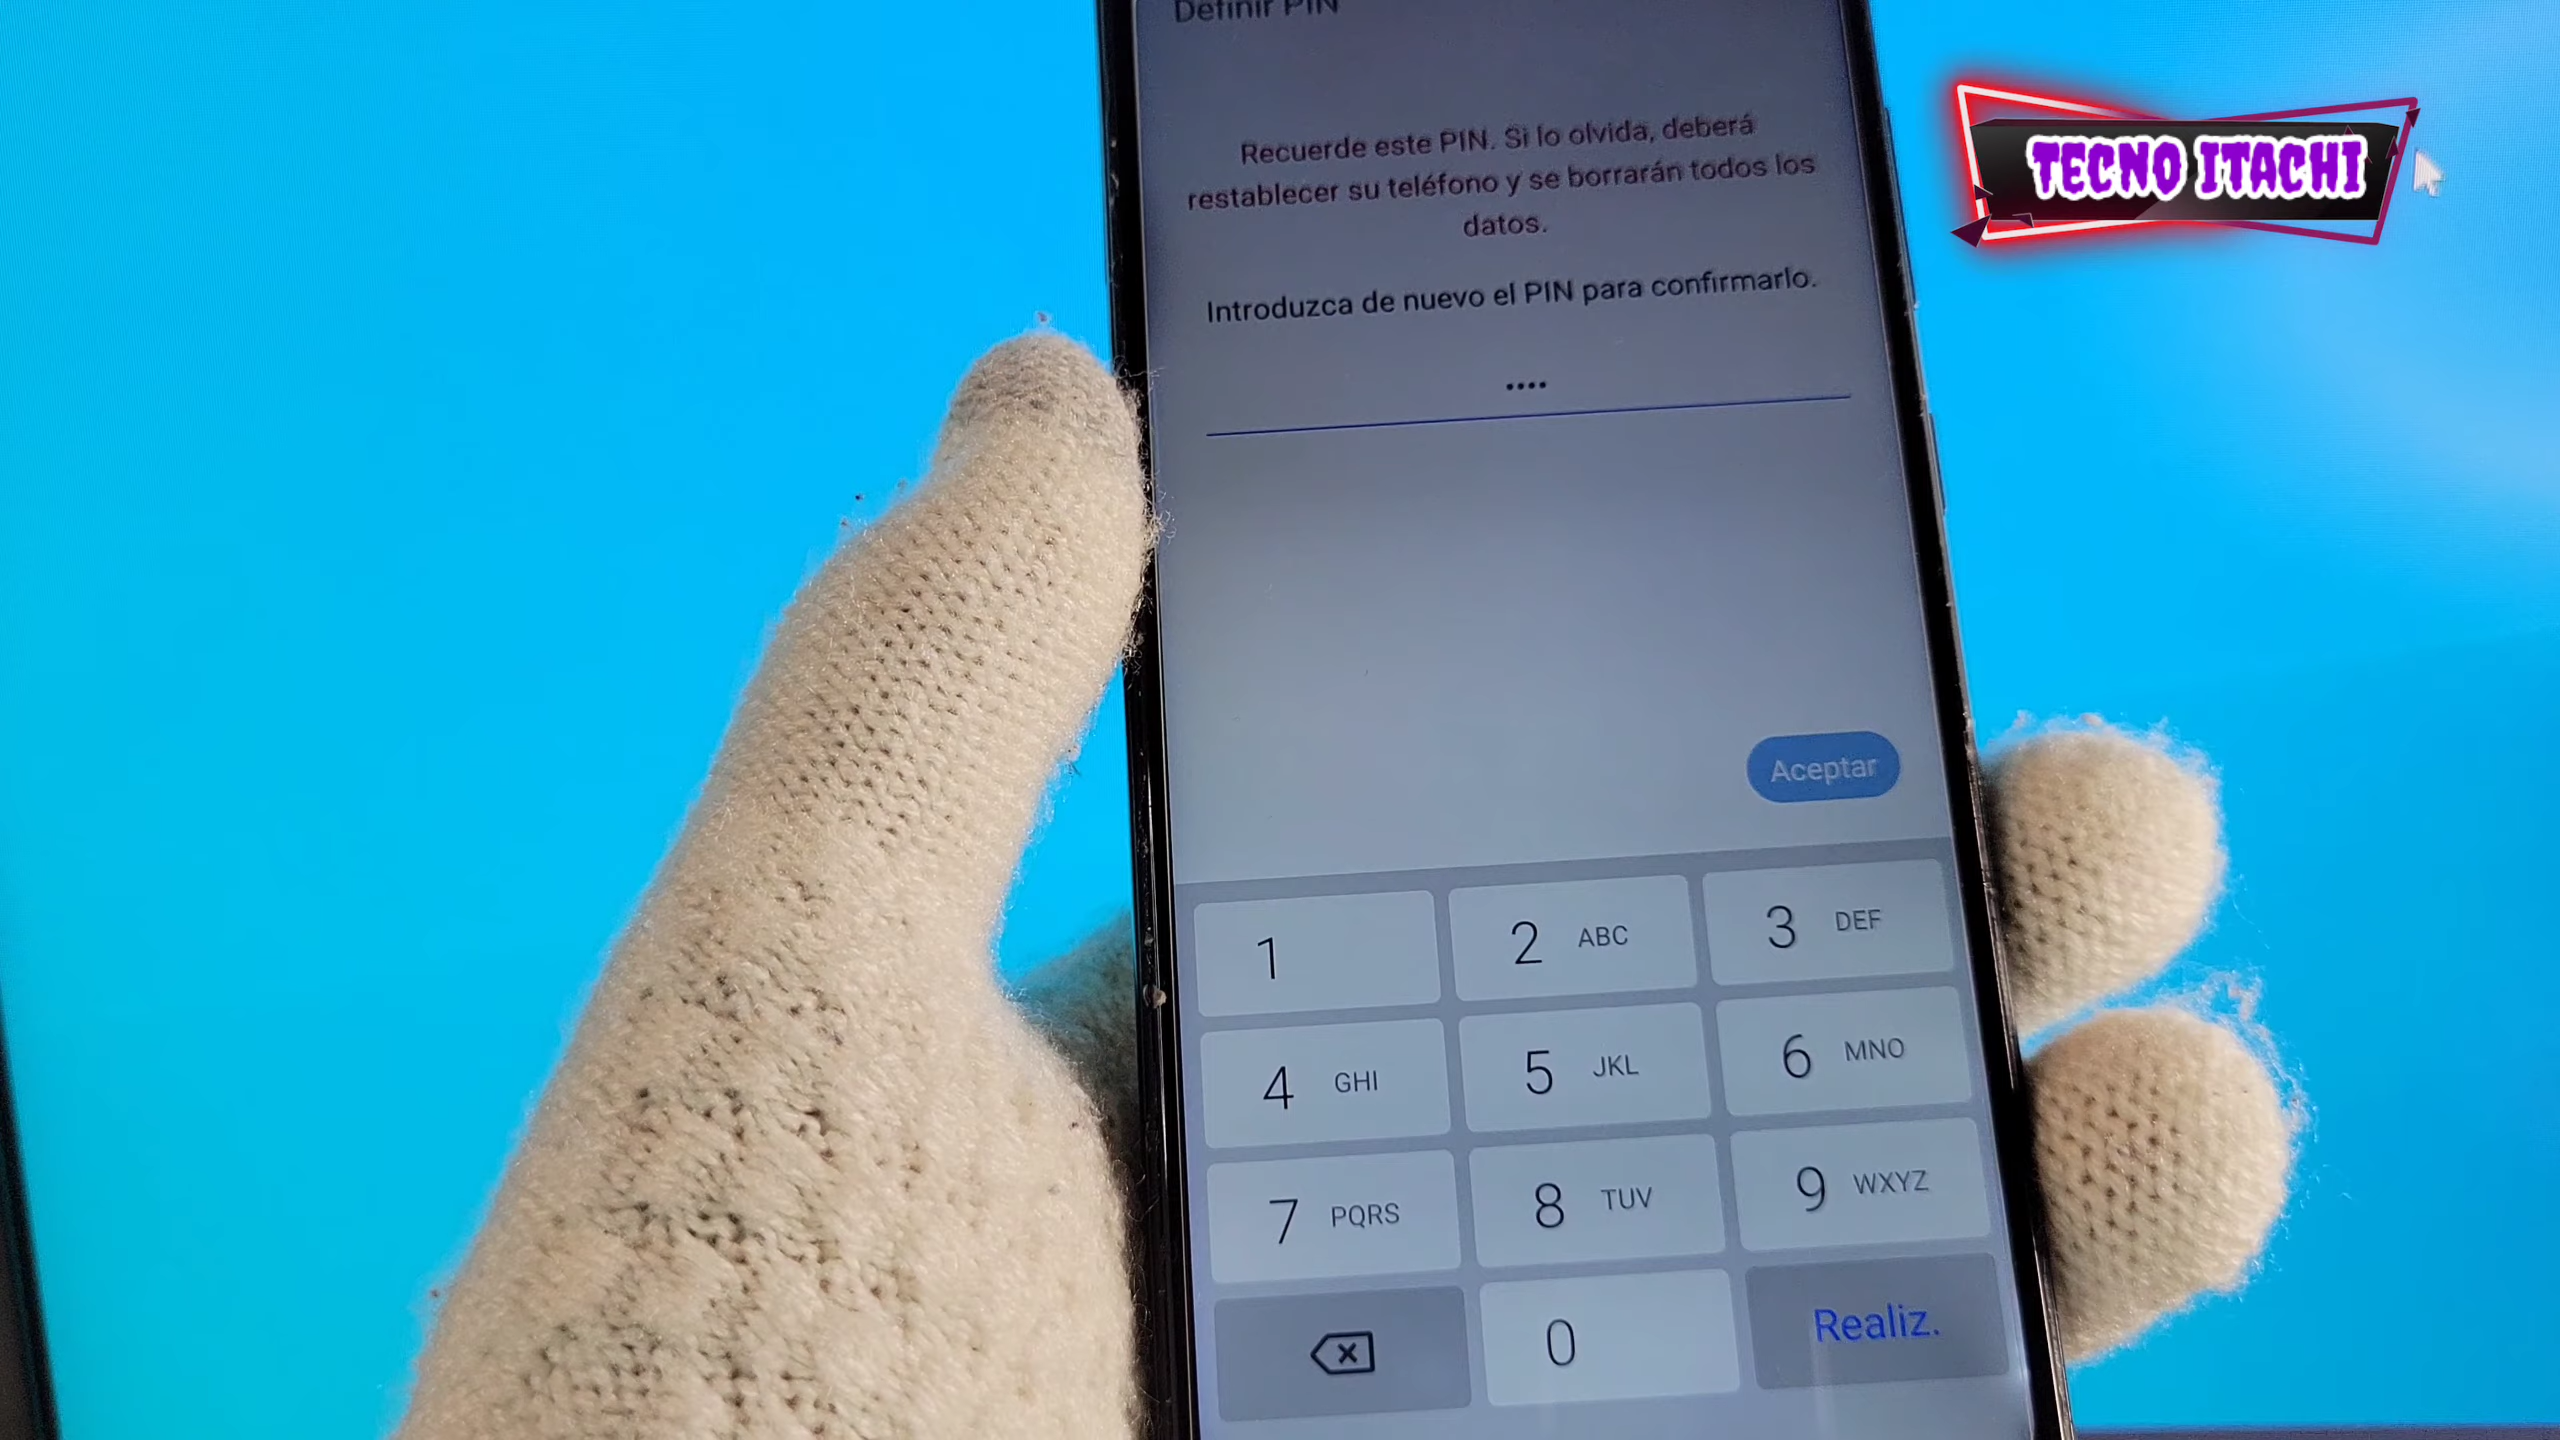 Definir PIN
TECNO ITACHI
Recuerde este PIN. Si lo olvida, deberá
restablecer su teléfono y se borrarán todos los
datos.
Introduzca de nuevo el PIN para confirmarlo.
••••
Aceptar
1
2 ABC
3 DEF
4 GHI
5 JKL
6 MNO
7 PQRS
8 TUV
9 WXYZ
0
Realiz.